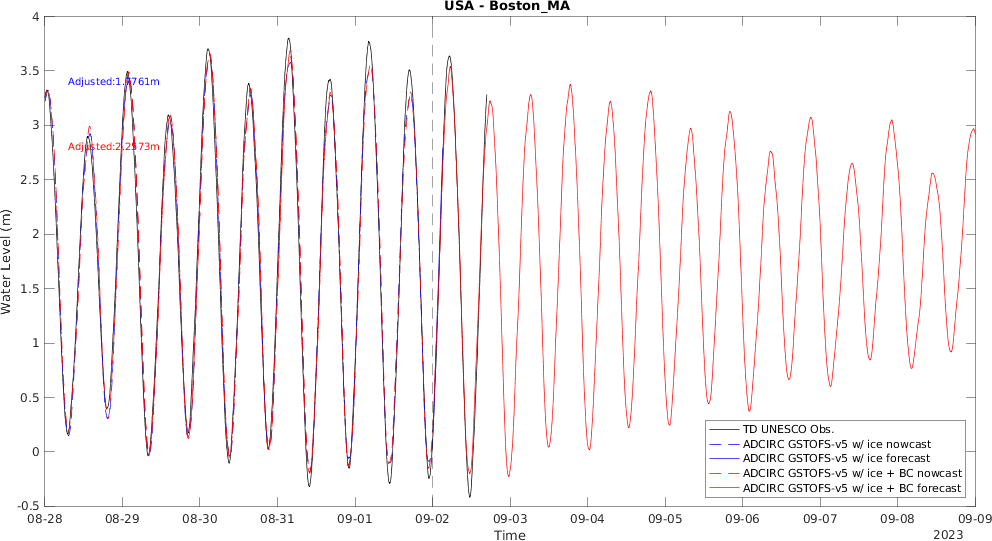 USA - Boston_MA
4
3.5
3
2.5
2
1.5
1
0.5
0
-0.5
Water Level (m)
Adjusted:1.7761m
Adjusted:2.2573m
TD UNESCO Obs.
ADCIRC GSTOFS-v5 w/ ice nowcast
ADCIRC GSTOFS-v5 w/ ice forecast
ADCIRC GSTOFS-v5 w/ ice + BC nowcast
ADCIRC GSTOFS-v5 w/ ice + BC forecast
08-28 08-29 08-30 08-31 09-01 09-02 09-03 09-04 09-05 09-06 09-07 09-08 09-09
Time
2023